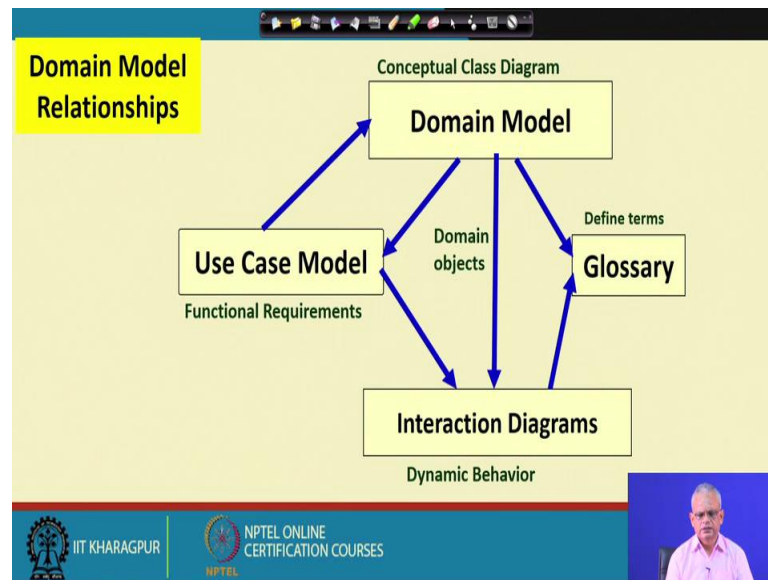 Domain Model
Relationships
Conceptual Class Diagram
Domain Model
Domain
objects
Define terms
Glossary
Use Case Model
Functional Requirements
Interaction Diagrams
Dynamic Behavior
IIT KHARAGPUR
NPTEL ONLINE
CERTIFICATION COURSES
NPTEL